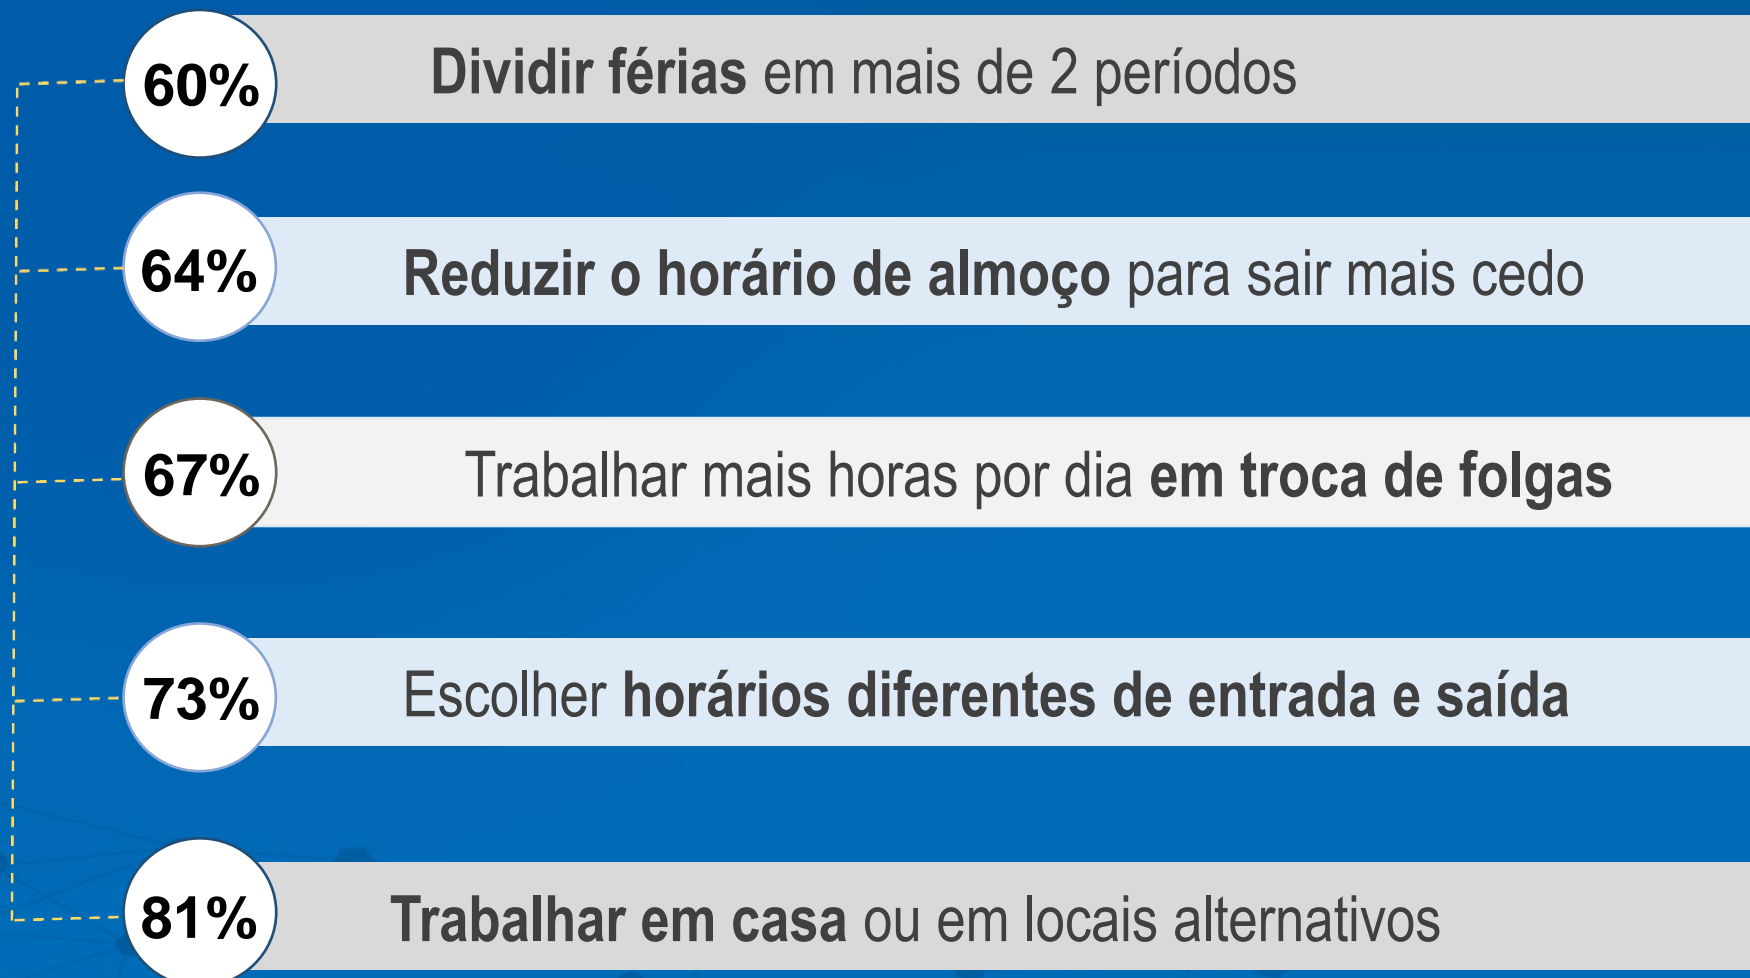 60% Dividir férias em mais de 2 períodos
64% Reduzir o horário de almoço para sair mais cedo
67% Trabalhar mais horas por dia em troca de folgas
73% Escolher horários diferentes de entrada e saída
81% Trabalhar em casa ou em locais alternativos